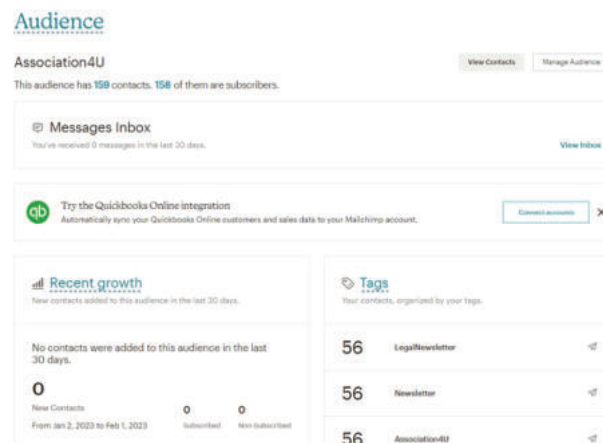 Audience
Association4U
View Contacts
Manage Audience
This audience has 159 contacts. 158 of them are subscribers.
Messages Inbox
You've received 0 messages in the last 30 days.
View Inbox
qb
Try the Quickbooks Online integration
Automatically sync your Quickbooks Online customers and sales data to your Mailchimp account.
Connect accounts
Recent growth
New contacts added to this audience in the last 30 days.
No contacts were added to this audience in the last
30 days.
0
New Contacts
From Jan 2, 2023 to Feb 1, 2023
0
Subscribed
0
Non-Subscribed
Tags
Your contacts, organized by your tags.
56 LegalNewsletter
56 Newsletter
56 Association4U